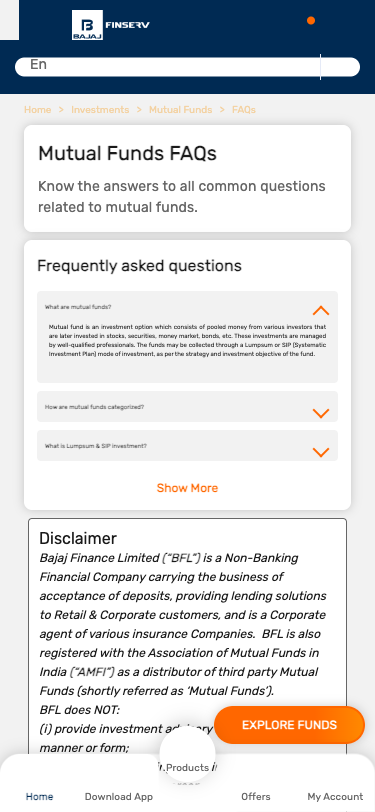 BAJAJ
FINSERV
En
Home > Investments > Mutual Funds > FAQs
Mutual Funds FAQs
Know the answers to all common questions
related to mutual funds.
Frequently asked questions
What are mutual funds?
Mutual fund is an investment option which consists of pooled money from various investors that
are later invested in stocks, securities, money market, bonds, etc. These investments are managed
by well-qualified professionals. The funds may be collected through a Lumpsum or SIP (Systematic
Investment Plan) mode of investment, as per the strategy and investment objective of the fund.
How are mutual funds categorized?
What is Lumpsum & SIP investment?
Show More
Disclaimer
Bajaj Finance Limited (“BFL”) is a Non-Banking
Financial Company carrying the business of
acceptance of deposits, providing lending solutions
to Retail & Corporate customers, and is a Corporate
agent of various insurance Companies. BFL is also
registered with the Association of Mutual Funds in
India (“AMFI”) as a distributor of third party Mutual
Funds (shortly referred as ‘Mutual Funds’).
BFL does NOT:
(i) provide investment advisory
EXPLORE FUNDS
manner or form;
Products
Home
Download App
Offers
My Account